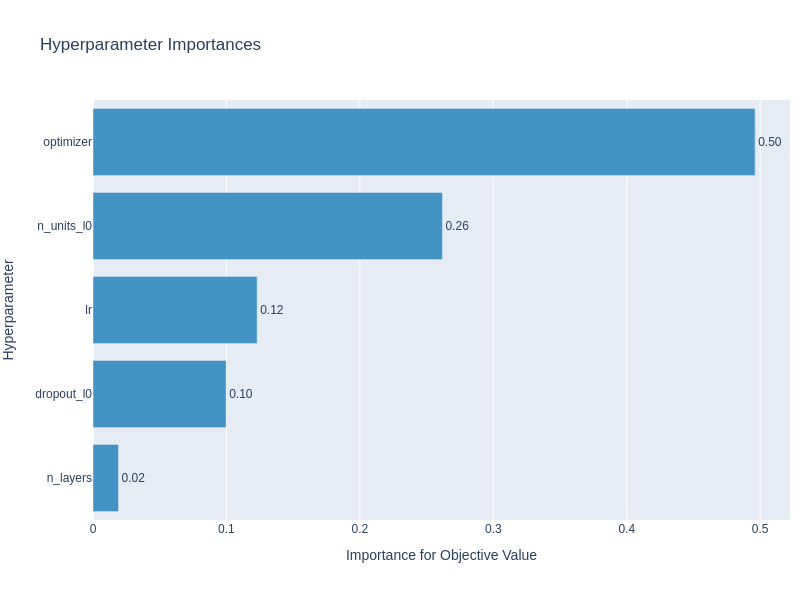 Hyperparameter Importances
optimizer
0.50
n_units_l0
0.26
lr
0.12
dropout_l0
0.10
n_layers
0.02
0
0.1
0.2
0.3
0.4
0.5
Importance for Objective Value
Hyperparameter